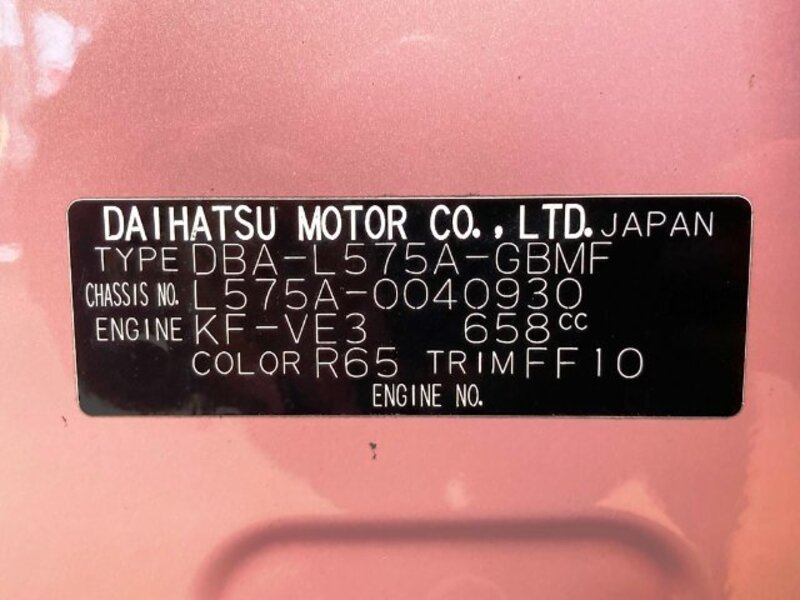 DAIHATSU MOTOR CO., LTD. JAPAN
TYPE DBA-L575A-GBMF
CHASSIS NO. L575A-0040930
ENGINE KF-VE3 658cc
COLOR R65 TRIM FF10
ENGINE NO.